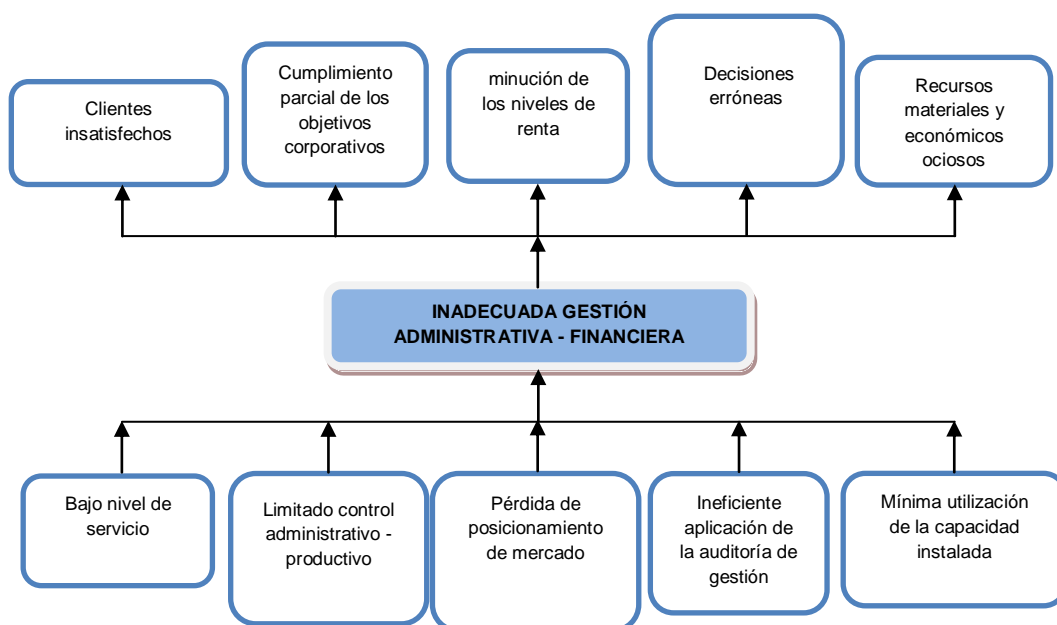 Clientes
insatisfechos
Cumplimiento
parcial de los
objetivos
corporativos
minución de
los niveles de
renta
Decisiones
erróneas
Recursos
materiales y
económicos
ociosos
INADECUADA GESTIÓN
ADMINISTRATIVA - FINANCIERA
Bajo nivel de
servicio
Limitado control
administrativo -
productivo
Pérdida de
posicionamiento
de mercado
Ineficiente
aplicación de
la auditoría de
gestión
Mínima utilización
de la capacidad
instalada